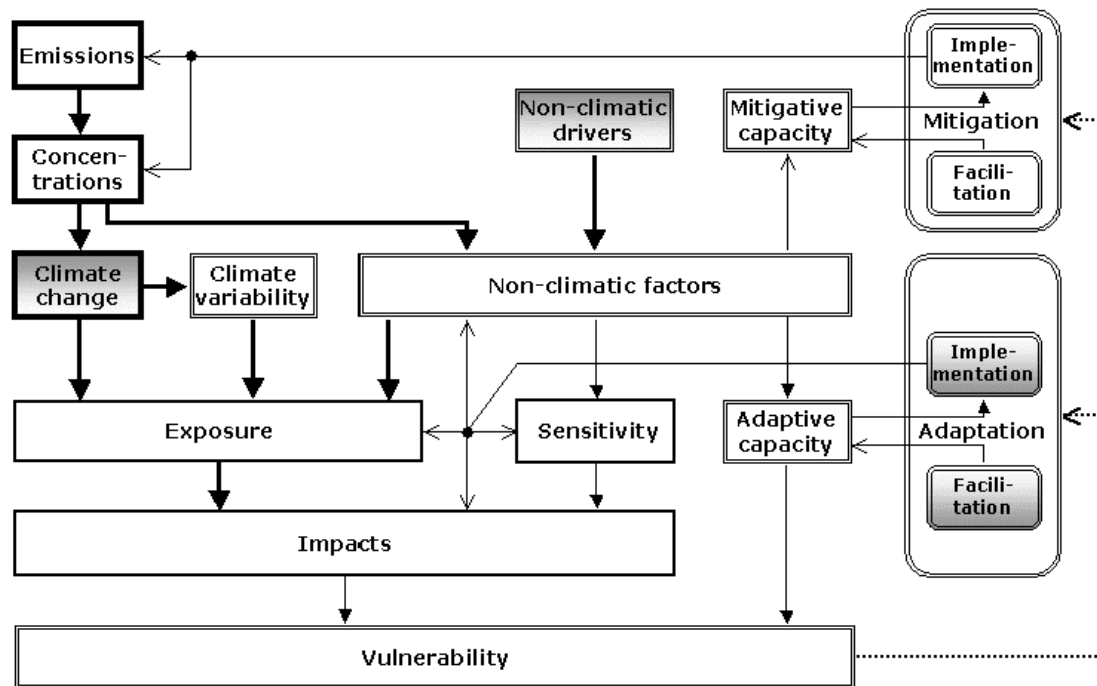 Emissions
Imple-
mentation
Non-climatic
drivers
Mitigative
capacity
Mitigation
Concen-
trations
Facili-
tation
Climate
change
Climate
variability
Non-climatic factors
Imple-
mentation
Exposure
Sensitivity
Adaptive
capacity
Adaptation
Facili-
tation
Impacts
Vulnerability